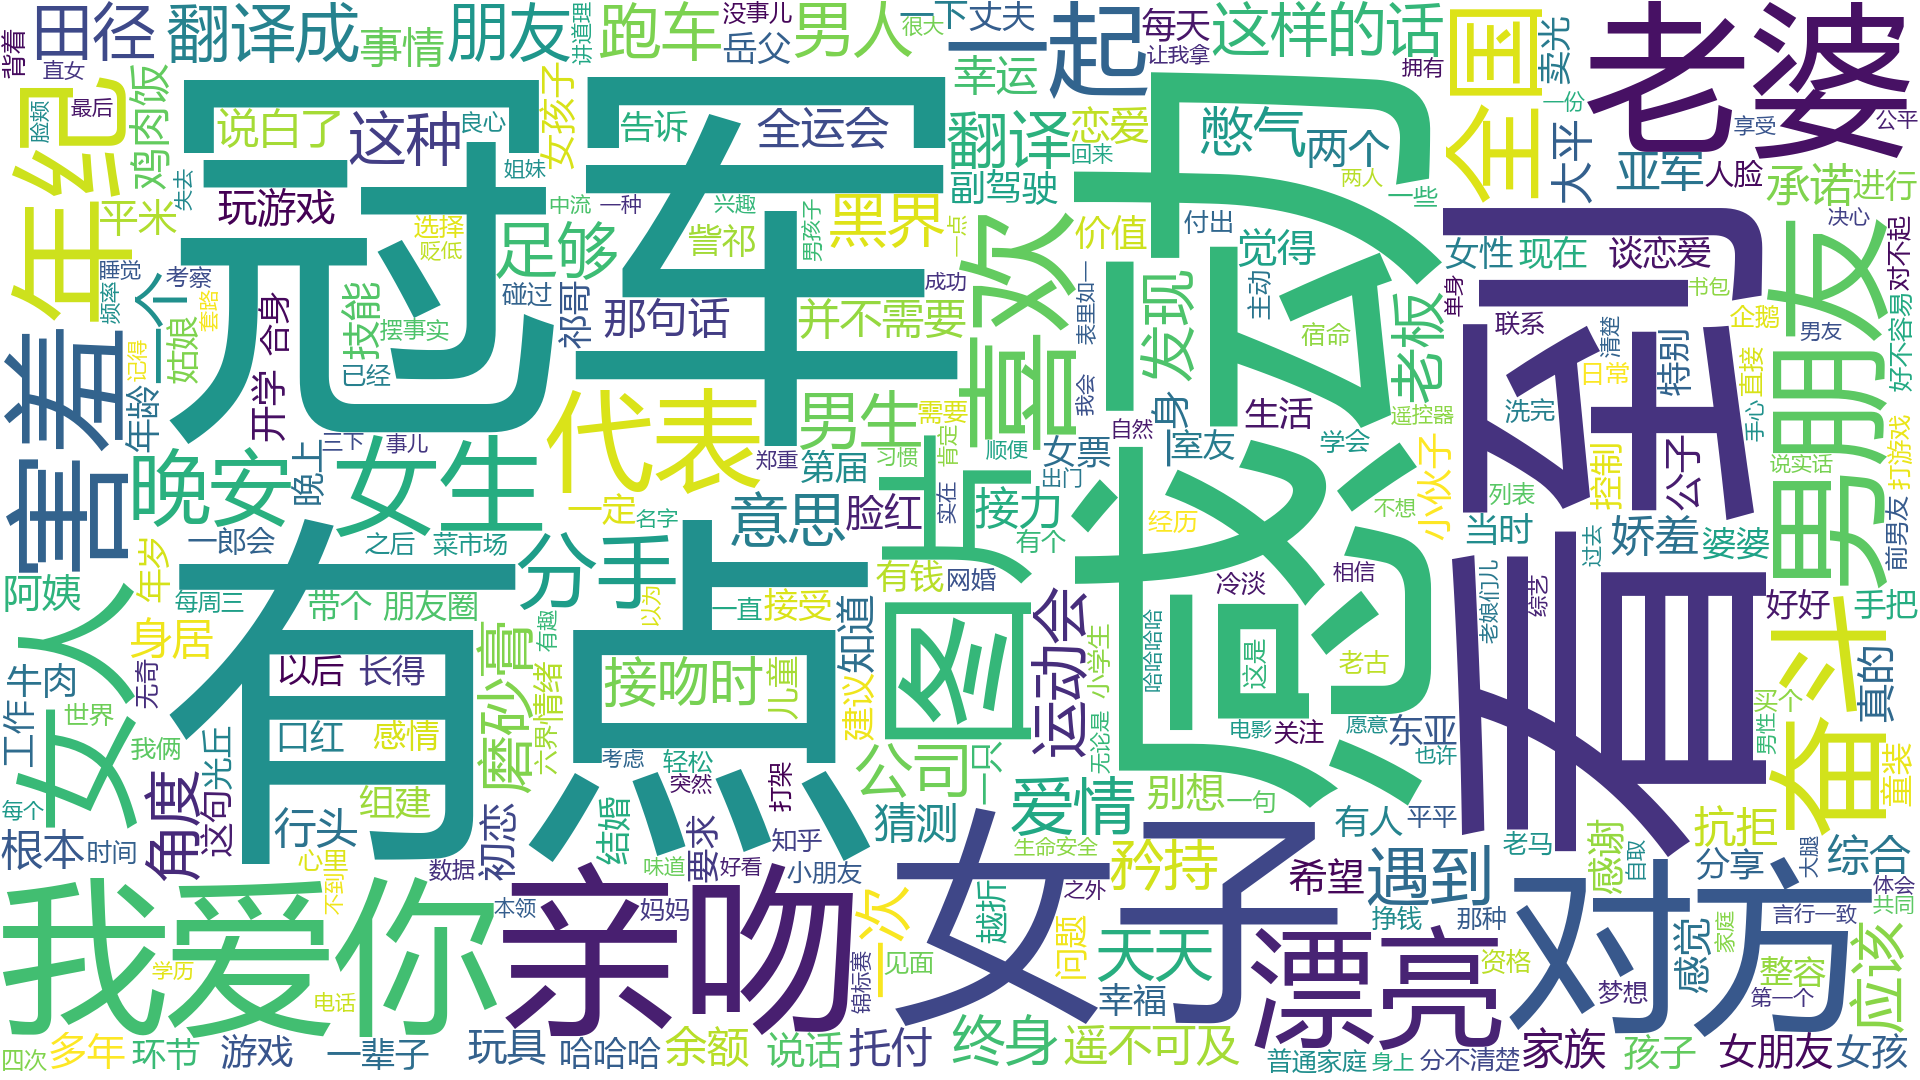 背着
田径
翻译成
事情
朋友
讲道理
跑车
没事儿
岳父
男人
很大
一下
丈夫
一起
每天
让我拿
这样的话
拥有
全国
卖光
老婆
直女
脸颊
最后
鸡肉饭
年纪
冠军
说白了
这种
良心
女孩子
告诉
全运会
幸运
翻译
恋爱
回来
感动
憋气
两个
两人
一份
太平
享受
公平
亚军
人脸
承诺
进行
失去
平米
玩游戏
姐妹
选择
贬低
足够
中流
一种
兴趣
訾祁
男孩子
黑界
一点
副驾驶
价值
付出
觉得
一些
公司
女性
现在
谈恋爱
决心
对不起
男朋友
睡觉
考察
频率
套路
一个
合身
技能
摆事实
碰过
祁哥
那句话
成功
并不需要
喜欢
表里如一
发现
主动
宿命
老板
单身
联系
书包
清楚
企鹅
男友
好不容易
害羞
记得
姑娘
年龄
开学
已经
代表
男生
需要
我会
一身
生活
遥控器
日常
特别
直接
洗完
手心
晚安
晚上
三下
事儿
女生
郑重
第届
习惯
肯定
顺便
女票
自然
室友
学会
小伙子
控制
公子
说实话
打游戏
一郎会
之后
菜市场
一定
名字
意思
脸红
实在
接力
庄门
图片
有个
经历
不想
列表
当时
过去
娇羞
婆婆
前男友
阿姨
年岁
每周三
带个
朋友圈
分手
有点
以为
一直
接受
有钱
网婚
冷淡
相信
老娘们儿
综艺
看到
好好
手把
女人
身居
磨砂膏
有趣
接吻时
儿童
知道
运动会
小学生
哈哈哈哈
这是
老古
奋斗
真的
牛肉
无奇
以后
长得
六界
情绪
建议
工作
世界
我俩
光丘
口红
感情
考虑
轻松
突然
打架
公司
一只
无论是
电影
关注
愿意
东亚
也许
买个
男性
童装
每个
角度
这句
组建
行头
初恋
结婚
要求
知乎
猜测
爱情
别想
一句
有人
平平
老马
抗拒
根本
时间
心里
不到
数据
味道
好看
小朋友
生命安全
矜持
希望
遇到
感谢
自取
分享
大腿
综合
我爱你
学历
电话
本领
亲吻
妈妈
一次
越折
之外
女子
问题
天天
漂亮
挣钱
那种
资格
对方
感觉
家庭
言行一致
体会
共同
锦标赛
见面
幸福
梦想
整容
第一个
应该
四次
多年
环节
游戏
一辈子
玩具
哈哈哈
余额
说话
托付
终身
遥不可及
普通家庭
身上
分不清楚
家族
孩子
女朋友
女孩